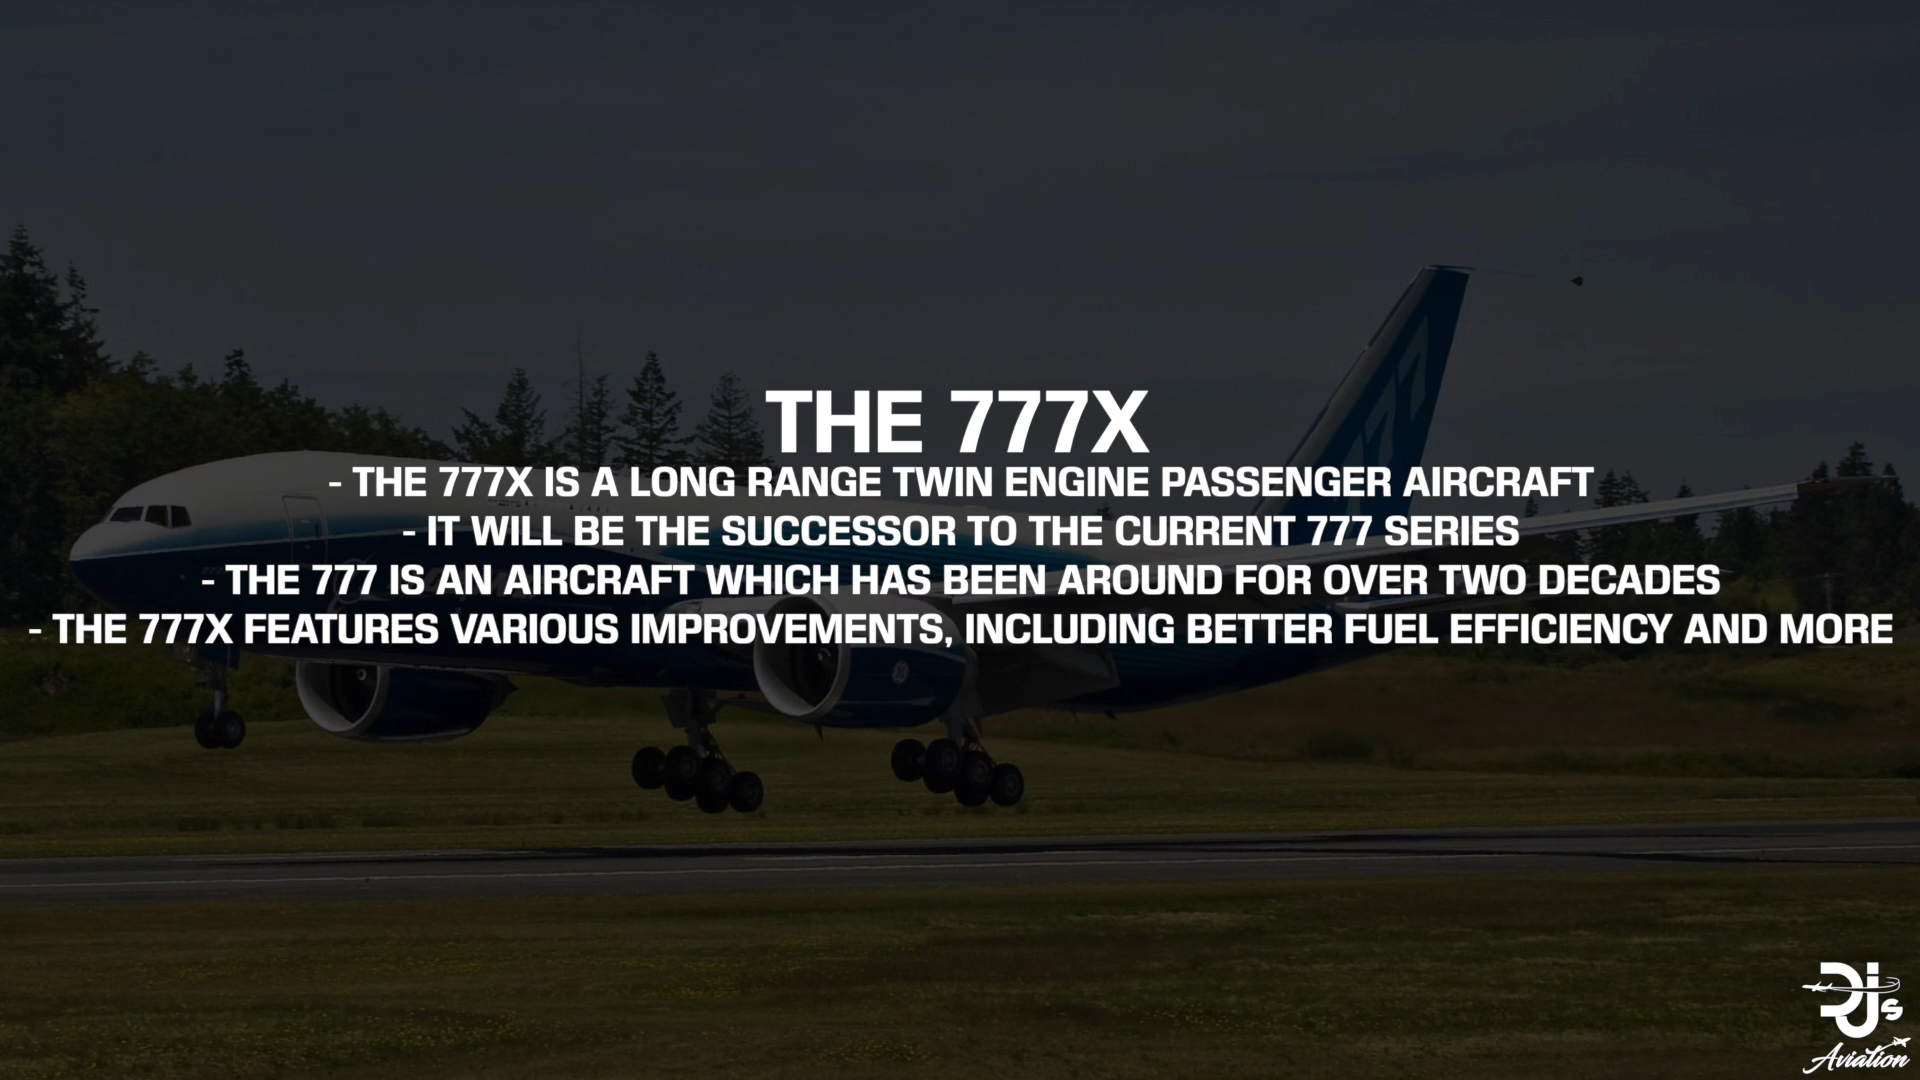 THE 777X
- THE 777X IS A LONG RANGE TWIN ENGINE PASSENGER AIRCRAFT
- IT WILL BE THE SUCCESSOR TO THE CURRENT 777 SERIES
- THE 777 IS AN AIRCRAFT WHICH HAS BEEN AROUND FOR OVER TWO DECADES
- THE 777X FEATURES VARIOUS IMPROVEMENTS, INCLUDING BETTER FUEL EFFICIENCY AND MORE
777
DJs
Aviation